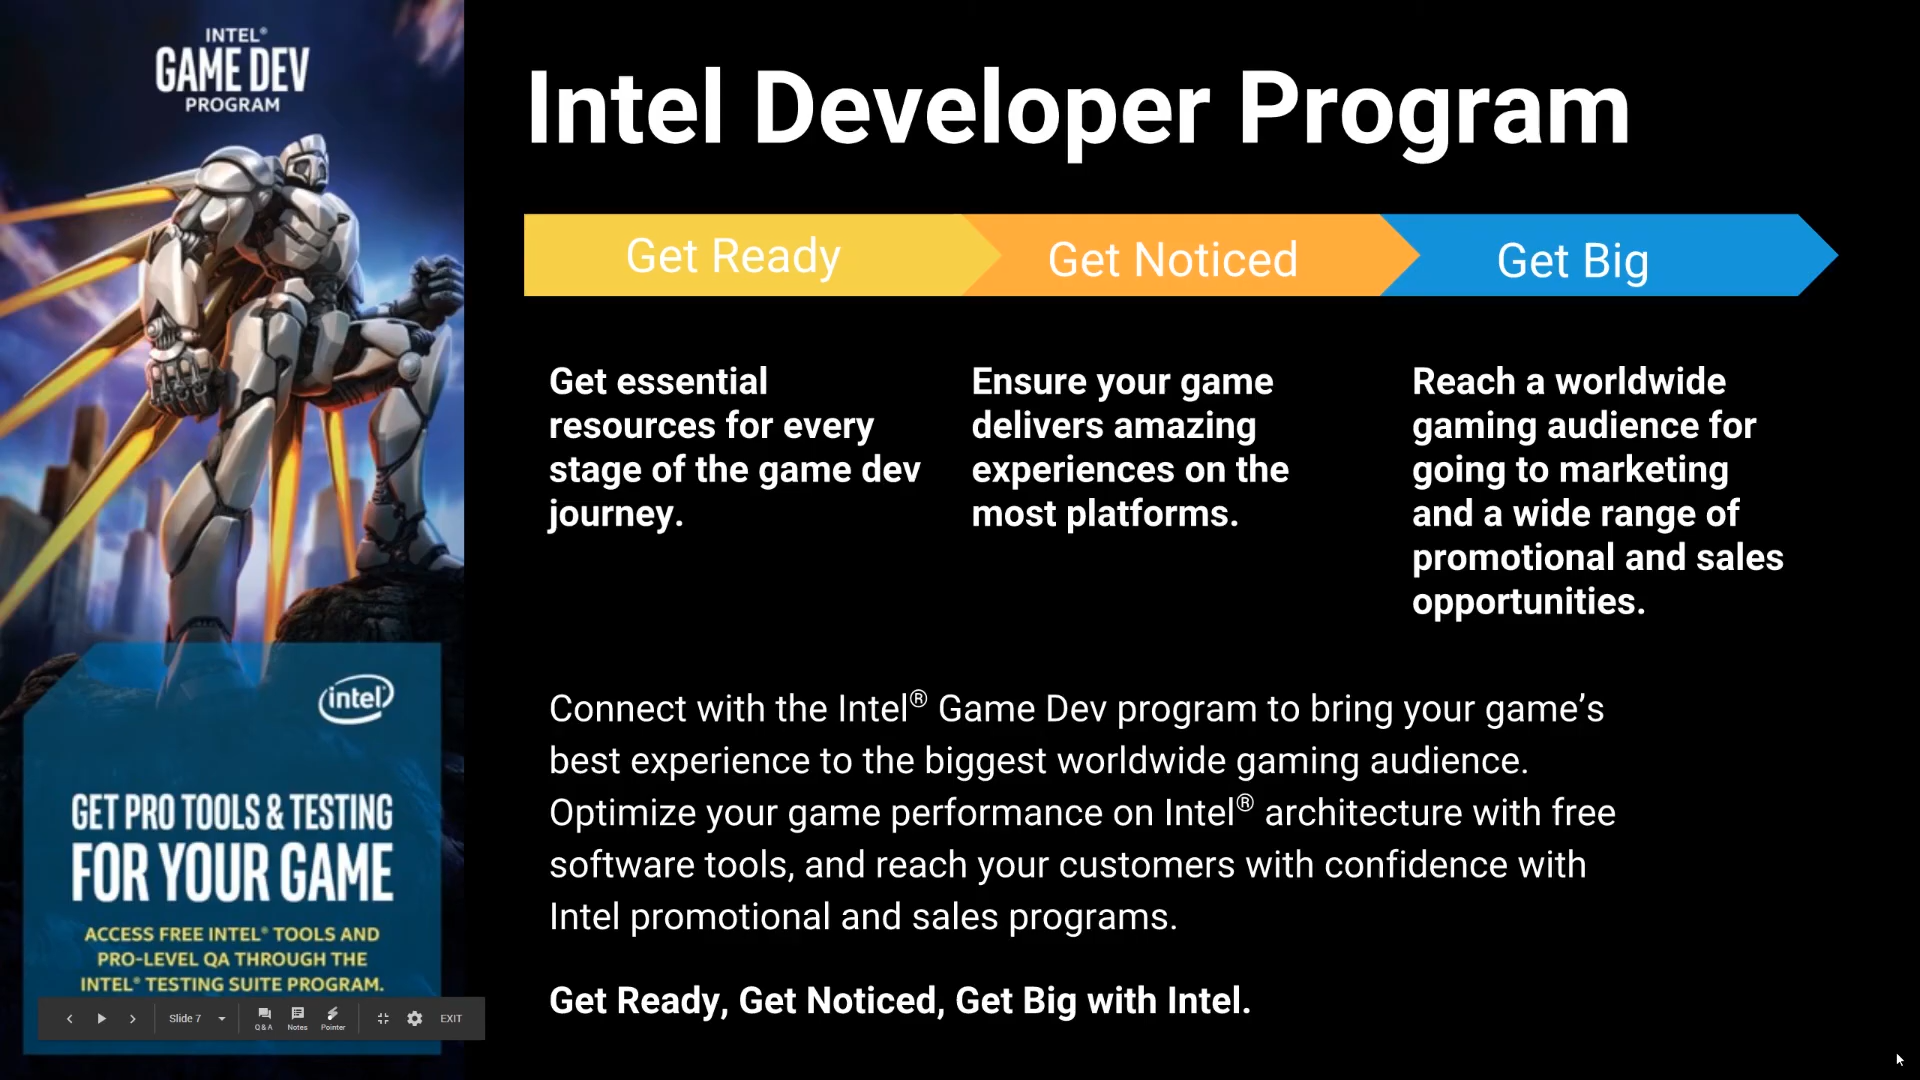 INTEL®
GAME DEV
PROGRAM
intel
GET PRO TOOLS & TESTING
FOR YOUR GAME
ACCESS FREE INTEL® TOOLS AND
PRO-LEVEL QA THROUGH THE
INTEL® TESTING SUITE PROGRAM.
Slide 7
Q&A
Notes
Pointer
EXIT
Intel Developer Program
Get Ready
Get Noticed
Get Big
Get essential
resources for every
stage of the game dev
journey.
Ensure your game
delivers amazing
experiences on the
most platforms.
Reach a worldwide
gaming audience for
going to marketing
and a wide range of
promotional and sales
opportunities.
Connect with the Intel® Game Dev program to bring your game’s
best experience to the biggest worldwide gaming audience.
Optimize your game performance on Intel® architecture with free
software tools, and reach your customers with confidence with
Intel promotional and sales programs.
Get Ready, Get Noticed, Get Big with Intel.